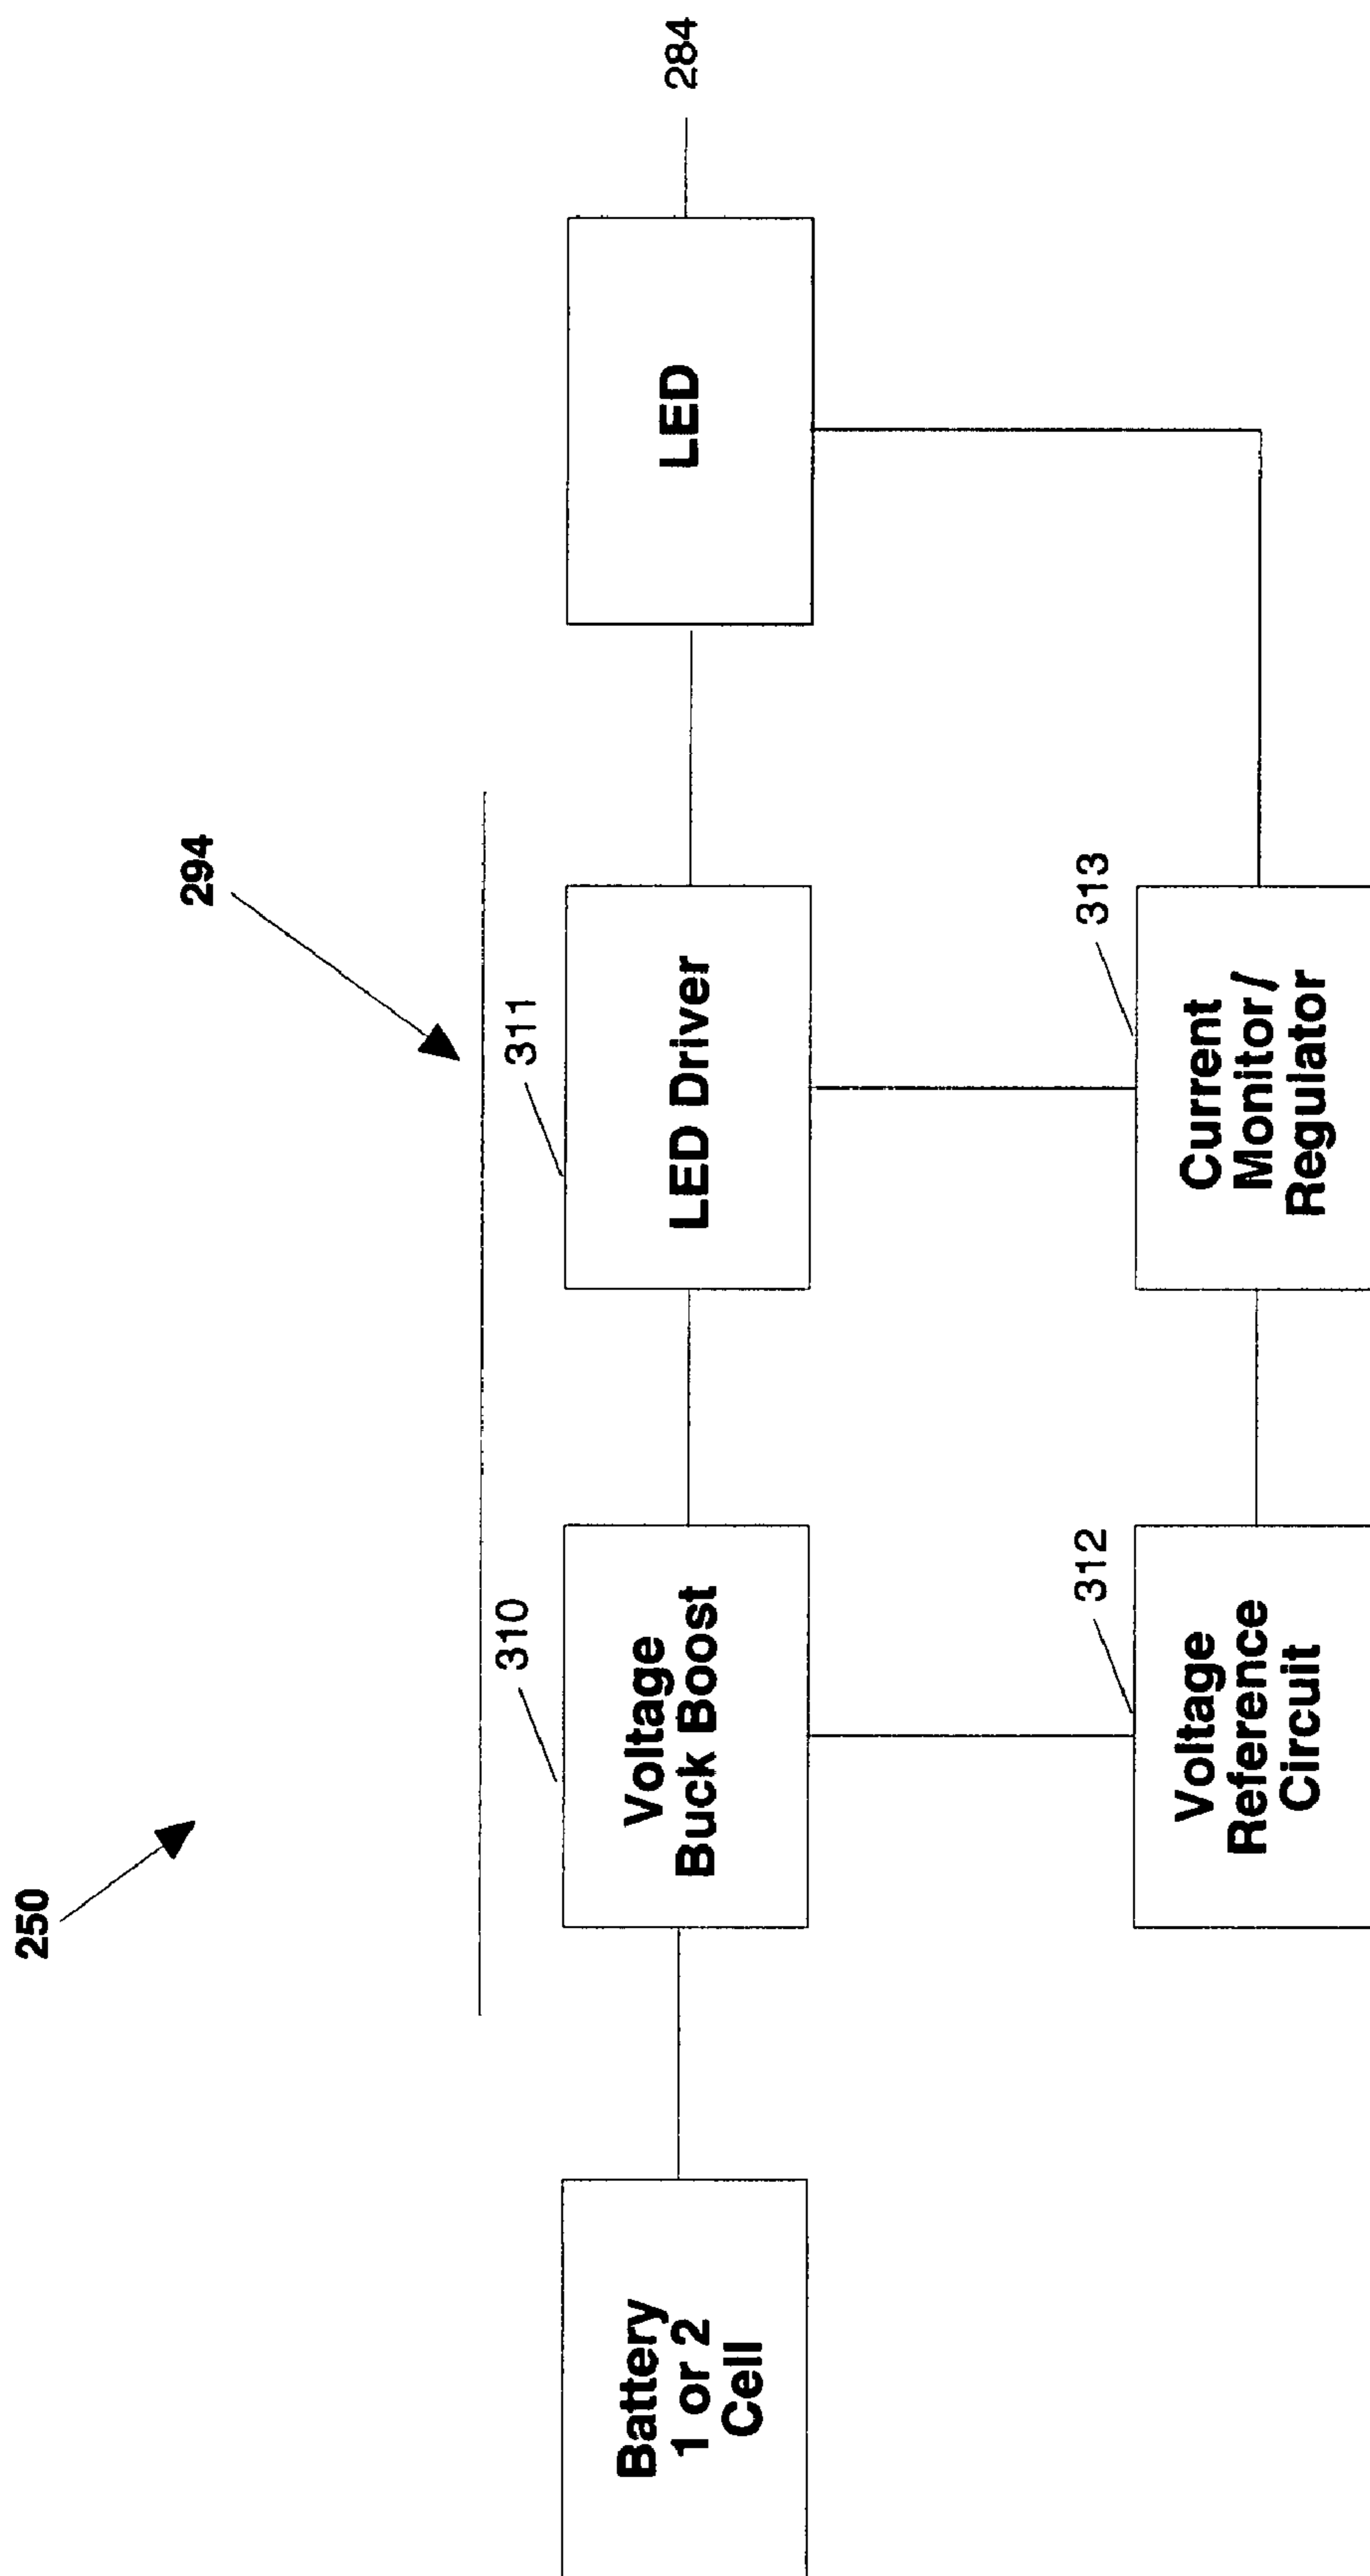 250
294
310
311
284
Battery
1 or 2
Cell
Voltage
Buck Boost
LED Driver
LED
312
313
Voltage
Reference
Circuit
Current
Monitor /
Regulator